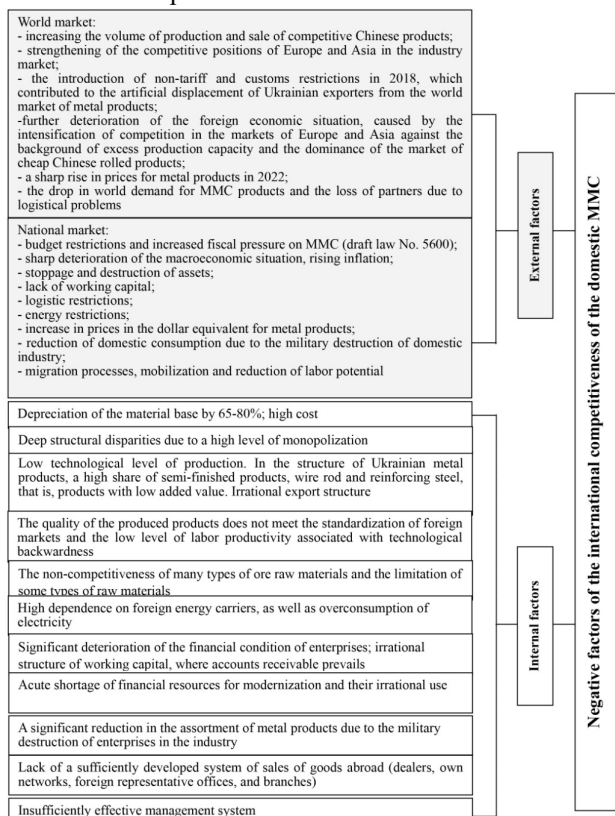 World market:
- increasing the volume of production and sale of competitive Chinese products;
- strengthening of the competitive positions of Europe and Asia in the industry
market;
- the introduction of non-tariff and customs restrictions in 2018, which
contributed to the artificial displacement of Ukrainian exporters from the world
market of metal products;
-further deterioration of the foreign economic situation, caused by the
intensification of competition in the markets of Europe and Asia against the
background of excess production capacity and the dominance of the market of
cheap Chinese rolled products;
- a sharp rise in prices for metal products in 2022;
- the drop in world demand for MMC products and the loss of partners due to
logistical problems
National market:
- budget restrictions and increased fiscal pressure on MMC (draft law No. 5600);
- sharp deterioration of the macroeconomic situation, rising inflation;
- stoppage and destruction of assets;
- lack of working capital;
- logistic restrictions;
- energy restrictions;
- increase in prices in the dollar equivalent for metal products;
- reduction of domestic consumption due to the military destruction of domestic
industry;
- migration processes, mobilization and reduction of labor potential
External factors
Depreciation of the material base by 65-80%; high cost
Deep structural disparities due to a high level of monopolization
Low technological level of production. In the structure of Ukrainian metal
products, a high share of semi-finished products, wire rod and reinforcing steel,
that is, products with low added value. Irrational export structure
The quality of the produced products does not meet the standardization of foreign
markets and the low level of labor productivity associated with technological
backwardness
The non-competitiveness of many types of ore raw materials and the limitation of
some types of raw materials
High dependence on foreign energy carriers, as well as overconsumption of
electricity
Significant deterioration of the financial condition of enterprises; irrational
structure of working capital, where accounts receivable prevails
Acute shortage of financial resources for modernization and their irrational use
A significant reduction in the assortment of metal products due to the military
destruction of enterprises in the industry
Lack of a sufficiently developed system of sales of goods abroad (dealers, own
networks, foreign representative offices, and branches)
Insufficiently effective management system
Internal factors
Negative factors of the international competitiveness of the domestic MMC